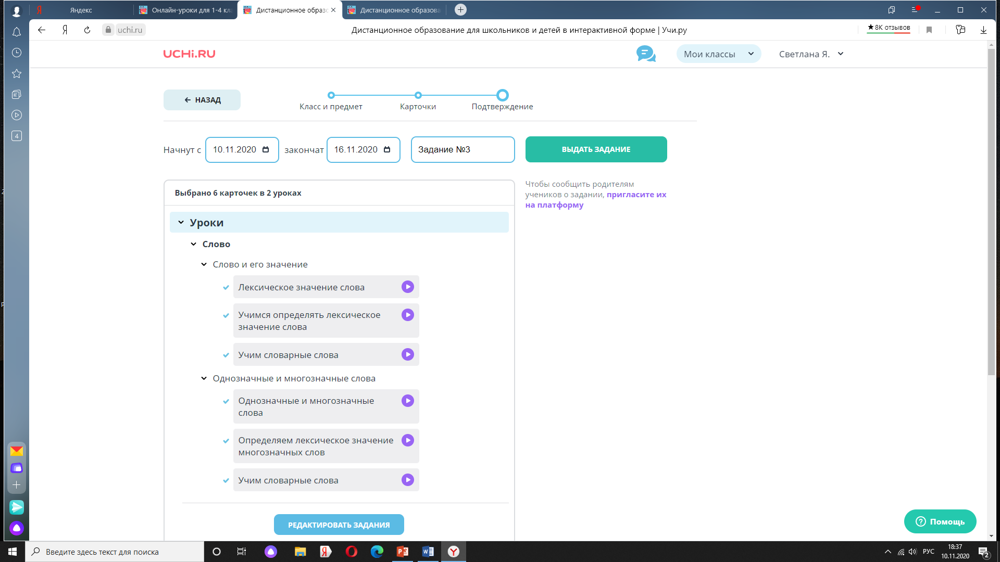 Яндекс
Онлайн-уроки для 1-4 кла
Дистанционное образо
Дистанционное образова
Я
uchi.ru
Дистанционное образование для школьников и детей в интерактивной форме | Учи.ру
★8К отзывов
UCHi.RU
Мои классы
Светлана Я.
4
← НАЗАД
Класс и предмет
Карточки
Подтверждение
Начнут с
10.11.2020
закончат
16.11.2020
Задание №3
ВЫДАТЬ ЗАДАНИЕ
Чтобы сообщить родителям
учеников о задании, пригласите их
на платформу
Выбрано 6 карточек в 2 уроках
Уроки
Слово
Слово и его значение
Лексическое значение слова
Учимся определять лексическое
значение слова
Учим словарные слова
Однозначные и многозначные слова
Однозначные и многозначные
слова
Определяем лексическое значение
многозначных слов
Учим словарные слова
РЕДАКТИРОВАТЬ ЗАДАНИЯ
Помощь
Введите здесь текст для поиска
РУС
18:37
10.11.2020
2